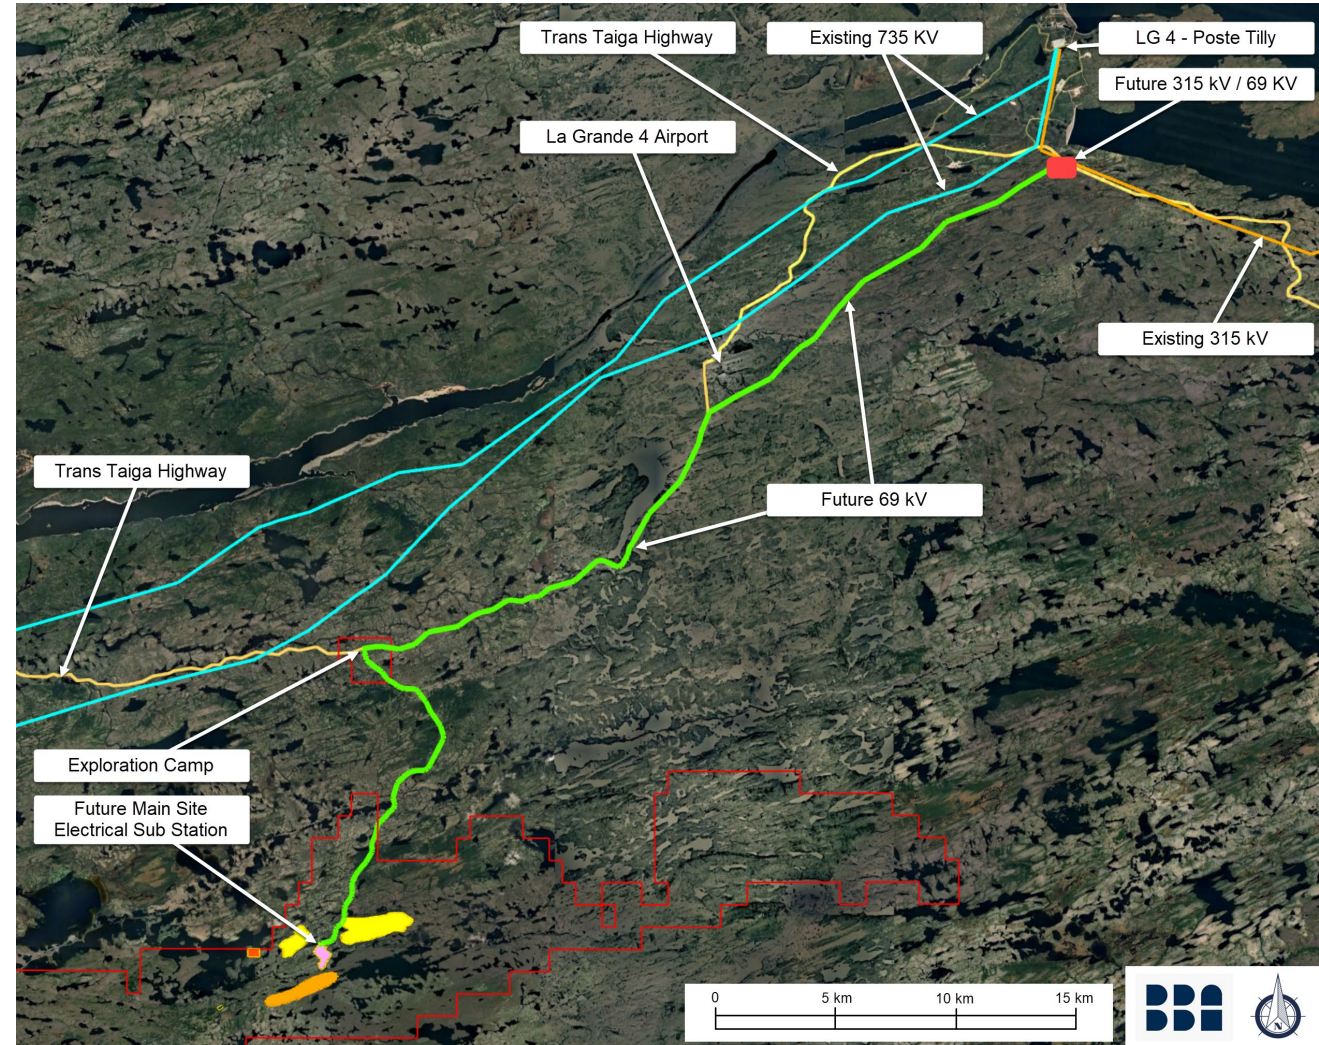 Trans Taiga Highway
Existing 735 KV
LG 4 - Poste Tilly
Future 315 kV / 69 KV
La Grande 4 Airport
Existing 315 kV
Trans Taiga Highway
Future 69 kV
Exploration Camp
Future Main Site
Electrical Sub Station
0
5 km
10 km
15 km
BBA
BBA
N